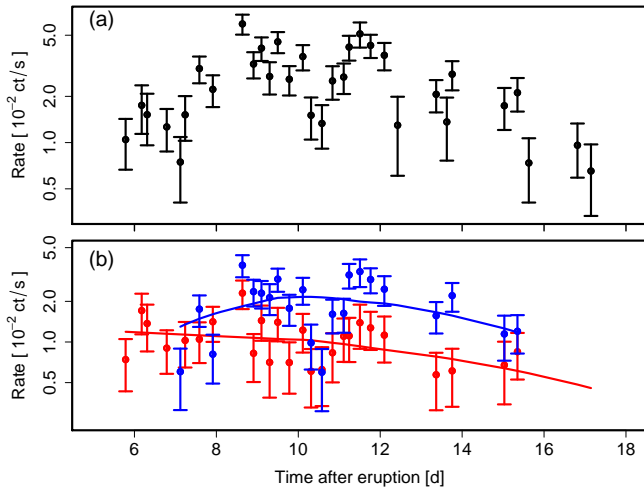 (a)
5.0
2.0
1.0
0.5
Rate [ 10⁻² ct / s ]
(b)
5.0
2.0
1.0
0.5
Rate [ 10⁻² ct / s ]
6 8 10 12 14 16 18
Time after eruption [d]